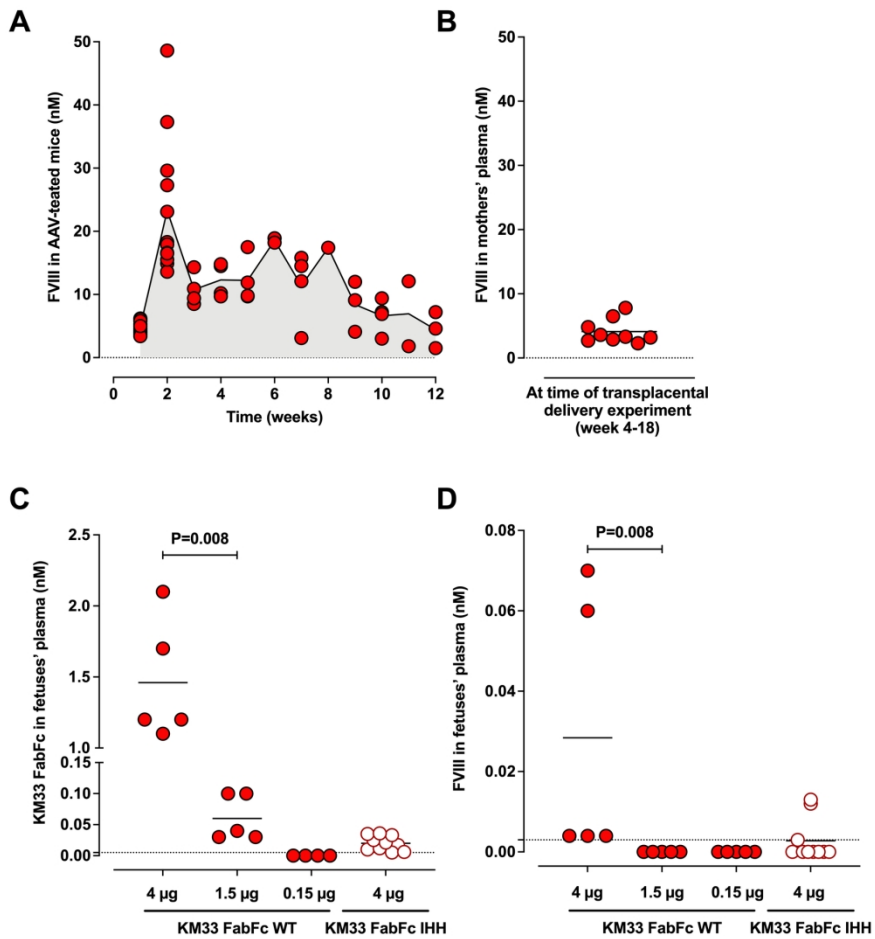 A
FVIII in AAV-teated mice (nM)
50
40
30
20
10
0
0 2 4 6 8 10 12
Time (weeks)
B
FVIII in mothers' plasma (nM)
50
40
30
20
10
0
At time of transplacental
delivery experiment
(week 4-18)
C
KM33 FabFc in fetuses' plasma (nM)
2.5
2.0
1.5
1.0
0.15
0.10
0.05
0.00
P=0.008
4 µg 1.5 µg 0.15 µg 4 µg
KM33 FabFc WT KM33 FabFc IHH
D
FVIII in fetuses' plasma (nM)
0.08
0.06
0.04
0.02
0.00
P=0.008
4 µg 1.5 µg 0.15 µg 4 µg
KM33 FabFc WT KM33 FabFc IHH